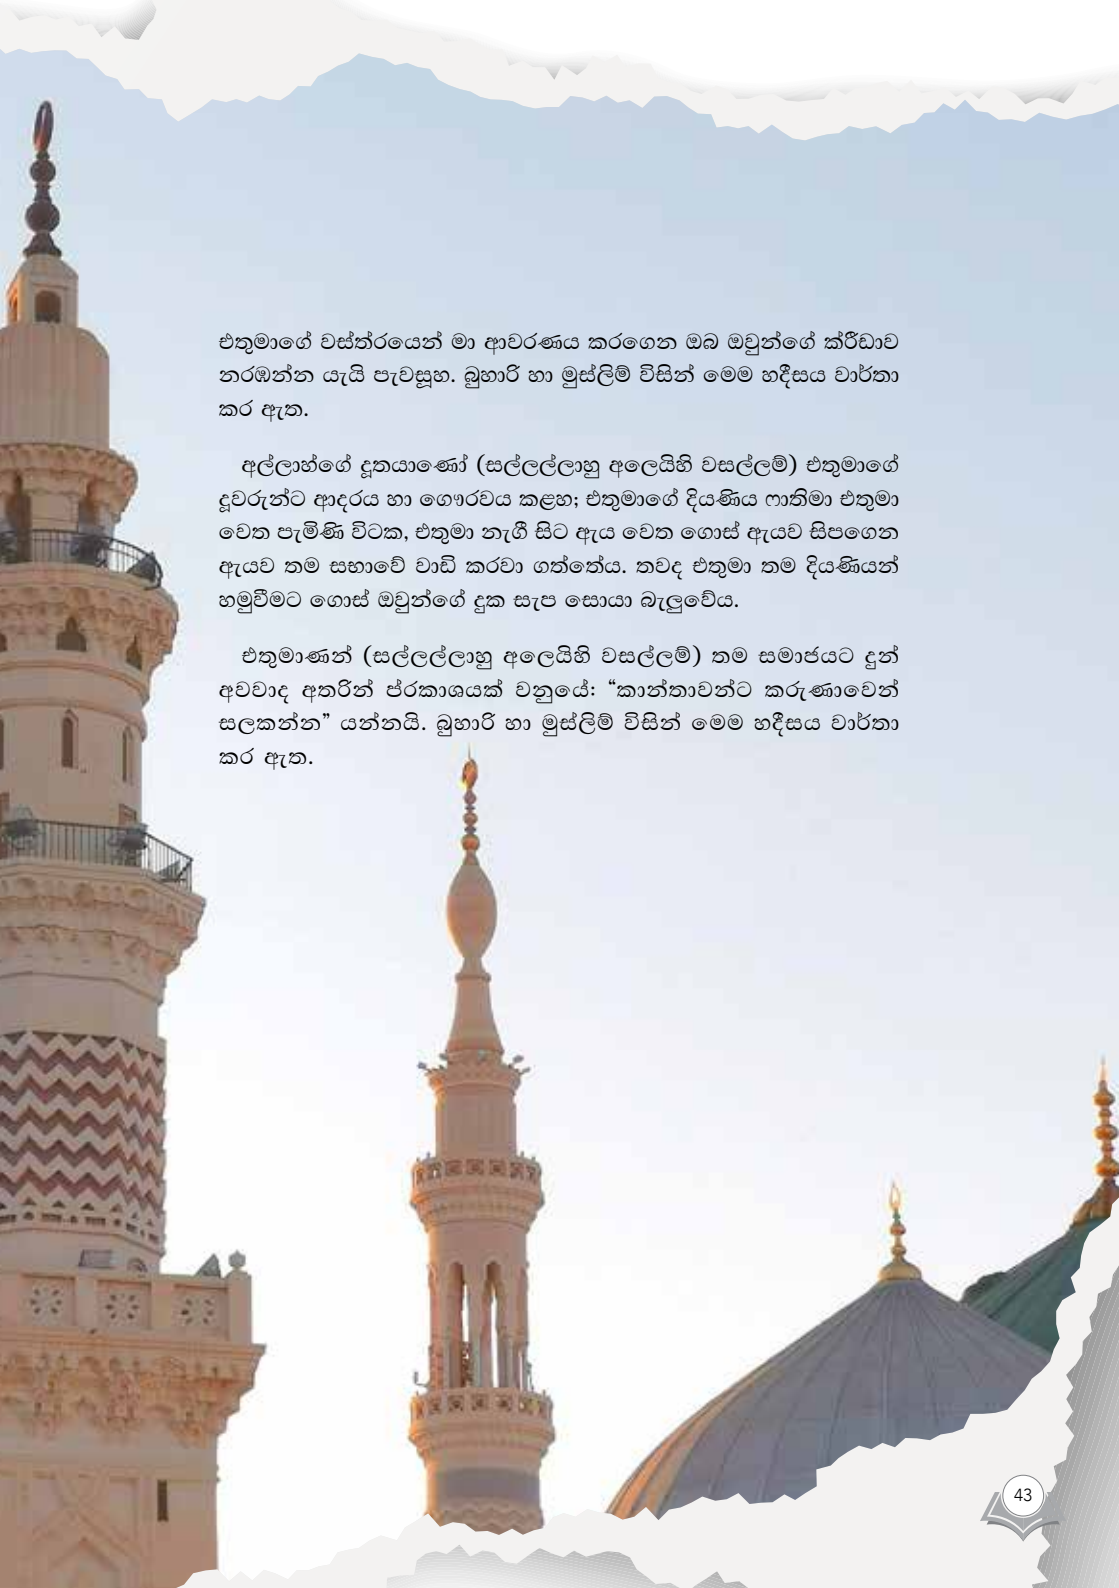 එතුමාගේ වස්ත්රයෙන් මා ආවරණය කරගෙන ඔබ ඔවුන්ගේ ක්රීඩාව
නරඹන්න යැයි පැවසූහ. බුහාරි හා මුස්ලිම් විසින් මෙම හදීසය වාර්තා
කර ඇත.
අල්ලාහ්ගේ දූතයාණෝ (සල්ලල්ලාහු අලෙයිහි වසල්ලම්) එතුමාගේ
දූවරුන්ට ආදරය හා ගෞරවය කළහ; එතුමාගේ දියණිය ෆාතිමා එතුමා
වෙත පැමිණි විටක, එතුමා නැගී සිට ඇය වෙත ගොස් ඇයව සිපගෙන
ඇයව තම සභාවේ වාඩි කරවා ගත්තේය. තවද එතුමා තම දියණියන්
හමුවීමට ගොස් ඔවුන්ගේ දුක සැප සොයා බැලුවේය.
එතුමාණන් (සල්ලල්ලාහු අලෙයිහි වසල්ලම්) තම සමාජයට දුන්
අවවාද අතරින් ප්රකාශයක් වනුයේ: “කාන්තාවන්ට කරුණාවෙන්
සලකන්න” යන්නයි. බුහාරි හා මුස්ලිම් විසින් මෙම හදීසය වාර්තා
කර ඇත.
43